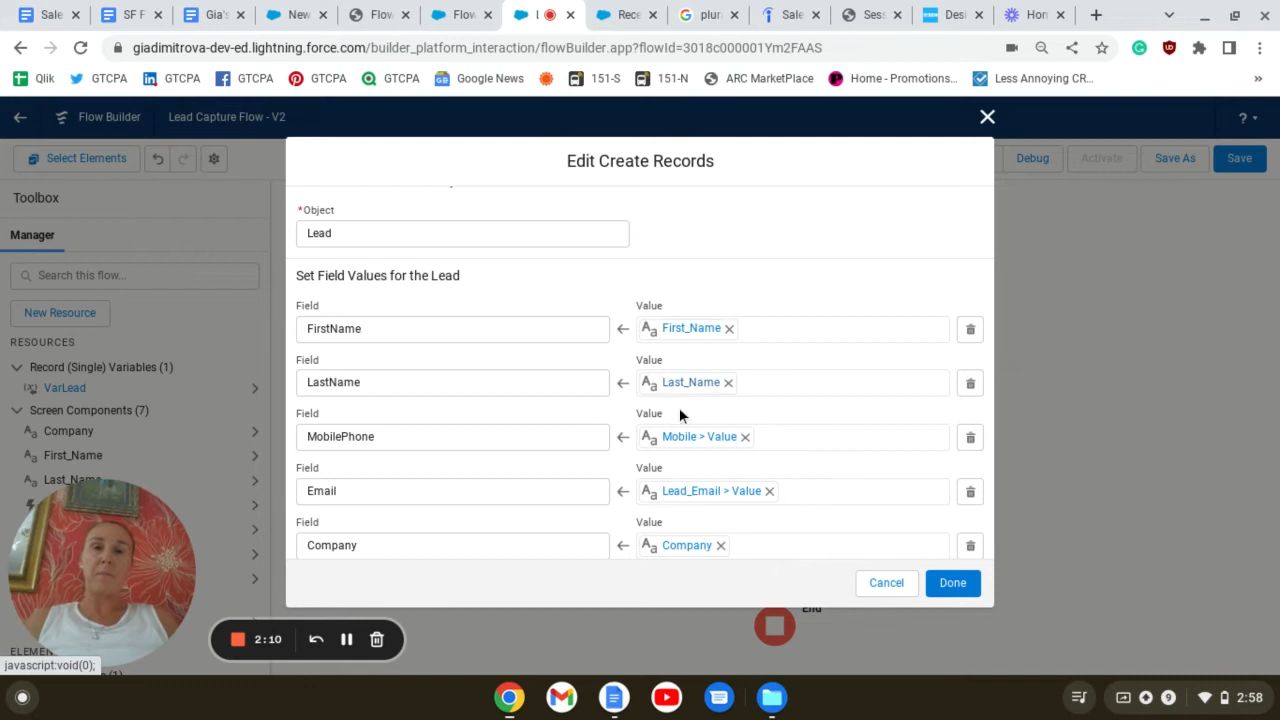 Sale
SF F
Gia's
New
Flow
Flow
Rece
plur
Sale
Sess
Desi
Hon
giadimitrova-dev-ed.lightning.force.com/builder_platform_interaction/flowBuilder.app?flowId=3018c000001Ym2FAAS
Qlik
GTCPA
GTCPA
GTCPA
GTCPA
GTCPA
Google News
151-S
151-N
ARC MarketPlace
Home - Promotions...
Less Annoying CR...
Flow Builder
Lead Capture Flow - V2
?
Select Elements
Debug
Activate
Save As
Save
Toolbox
Manager
Search this flow...
New Resource
RESOURCES
Record (Single) Variables (1)
VarLead
Screen Components (7)
Company
First_Name
Last_Name
Edit Create Records
*Object
Lead
Set Field Values for the Lead
Field
Value
FirstName
First_Name
Field
Value
LastName
Last_Name
Field
Value
MobilePhone
Mobile > Value
Field
Value
Email
Lead_Email > Value
Field
Value
Company
Company
Cancel
Done
End
2:10
javascript:void(0);
9
2:58